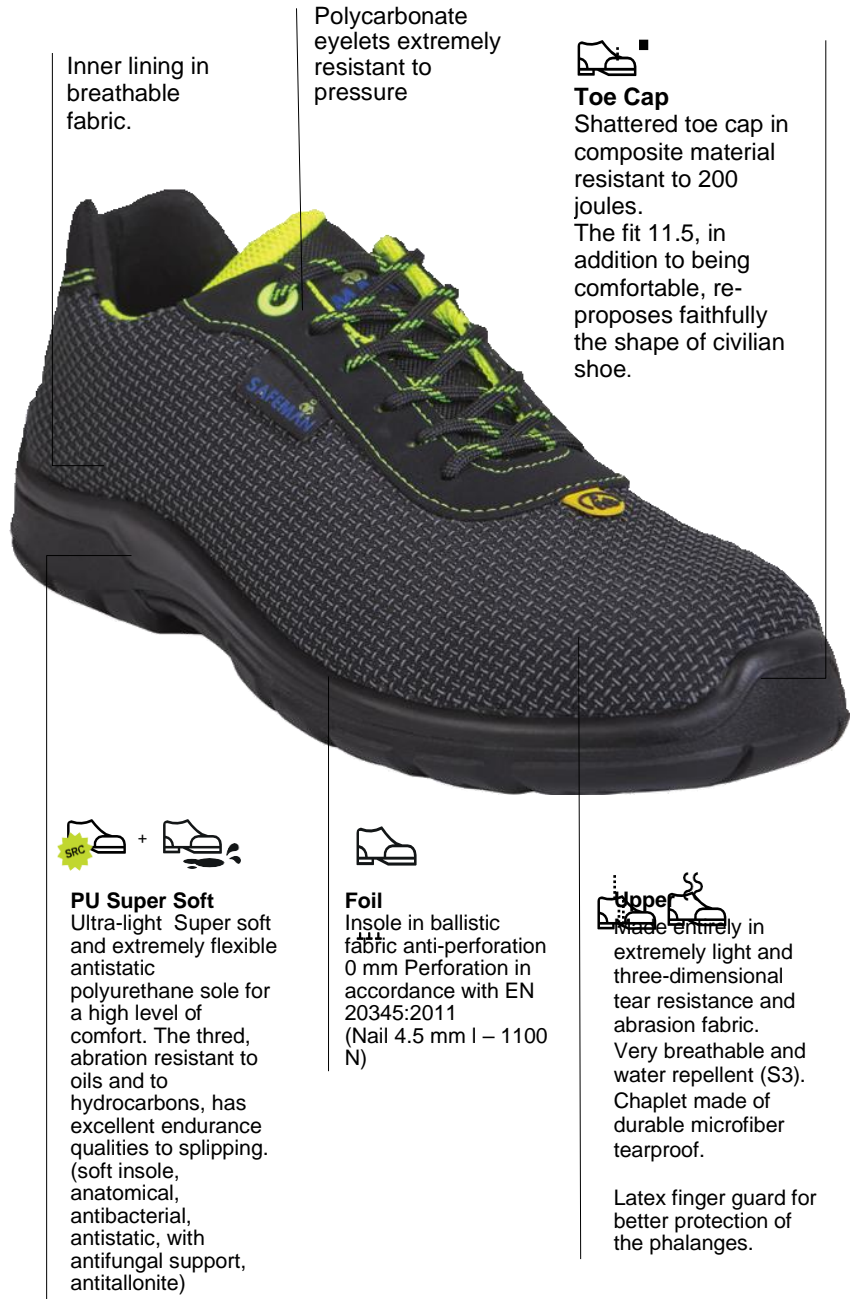 Inner lining in
breathable
fabric.
Polycarbonate
eyelets extremely
resistant to
pressure
Toe Cap
Shattered toe cap in
composite material
resistant to 200
joules.
The fit 11.5, in
addition to being
comfortable, re-
proposes faithfully
the shape of civilian
shoe.
SAFEMAN
SRC
+
PU Super Soft
Ultra-light Super soft
and extremely flexible
antistatic
polyurethane sole for
a high level of
comfort. The thred,
abration resistant to
oils and to
hydrocarbons, has
excellent endurance
qualities to splipping.
(soft insole,
anatomical,
antibacterial,
antistatic, with
antifungal support,
antitallonite)
Foil
Insole in ballistic
fabric anti-perforation
0 mm Perforation in
accordance with EN
20345:2011
(Nail 4.5 mm l – 1100
N)
Upper
Made entirely in
extremely light and
three-dimensional
tear resistance and
abrasion fabric.
Very breathable and
water repellent (S3).
Chaplet made of
durable microfiber
tearproof.
Latex finger guard for
better protection of
the phalanges.